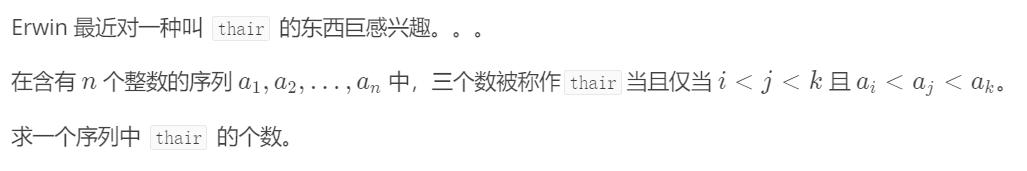 Erwin 最近对一种叫 thair 的东西巨感兴趣。。。
在含有 n 个整数的序列 a₁, a₂, ..., aₙ 中，三个数被称作 thair 当且仅当 i < j < k 且 aᵢ < aⱼ < aₖ。
求一个序列中 thair 的个数。